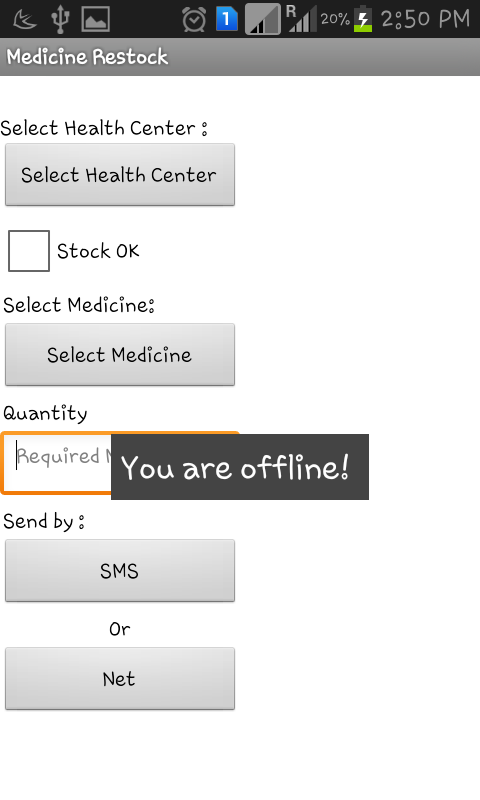 1 R 20% 2:50 PM
Medicine Restock
Select Health Center :
Select Health Center
Stock OK
Select Medicine:
Select Medicine
Quantity
Required
You are offline!
Send by :
SMS
Or
Net